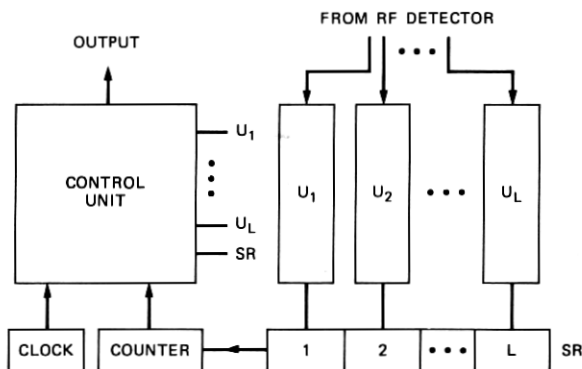 FROM RF DETECTOR
OUTPUT
CONTROL
UNIT
U1
UL
SR
U1
U2
UL
CLOCK
COUNTER
1
2
L
SR